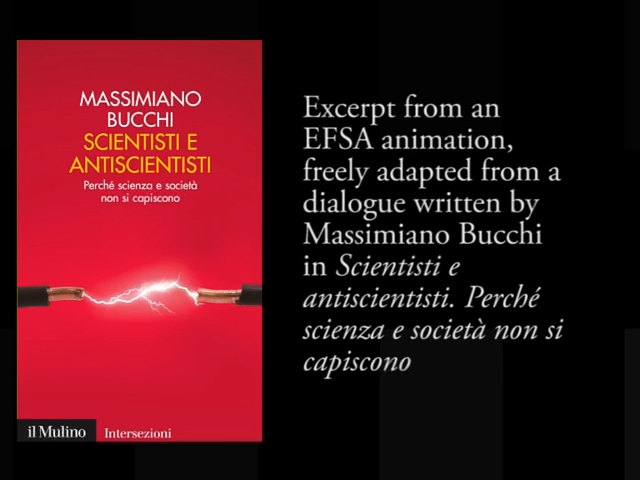 MASSIMIANO
BUCCHI
SCIENTISTI E
ANTISCIENTISTI
Perché scienza e società
non si capiscono
il Mulino
Intersezioni
Excerpt from an
EFSA animation,
freely adapted from a
dialogue written by
Massimiano Bucchi
in Scientisti e
antiscientisti. Perché
scienza e società non si
capiscono